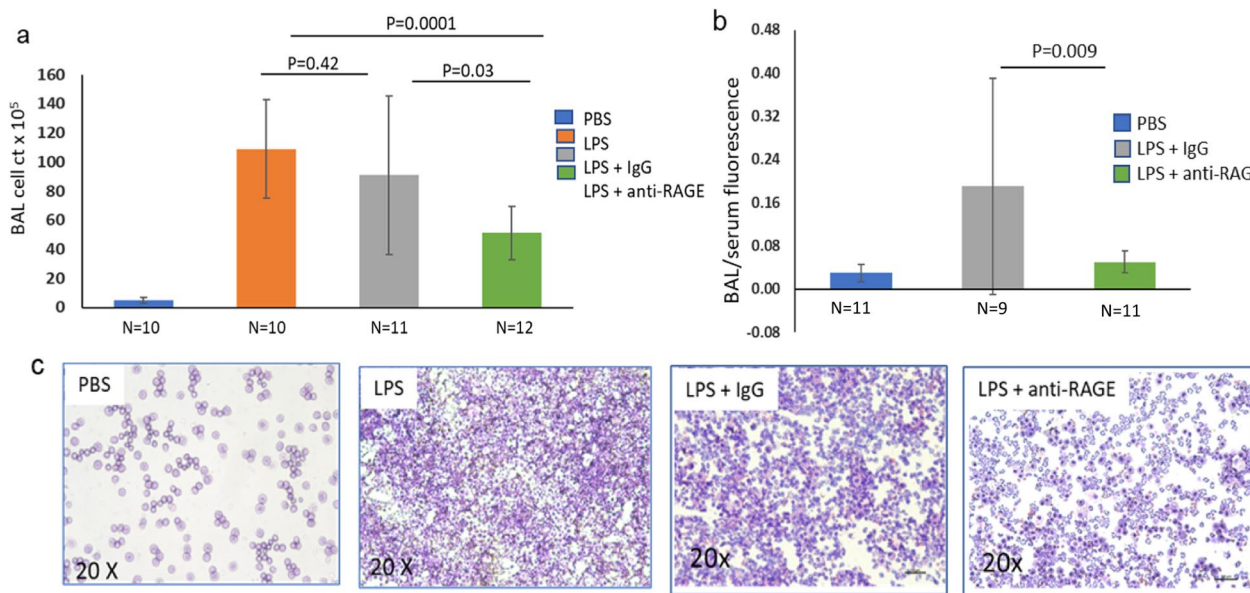 a
P=0.0001
P=0.42
P=0.03
BAL cell ct x 10⁵
160
140
120
100
80
60
40
20
0
N=10
N=10
N=11
N=12
PBS
LPS
LPS + IgG
LPS + anti-RAGE
b
P=0.009
BAL/serum fluorescence
0.48
0.40
0.32
0.24
0.16
0.08
0.00
-0.08
N=11
N=9
N=11
PBS
LPS + IgG
LPS + anti-RAG
c
PBS
20 X
LPS
20 X
LPS + IgG
20x
LPS + anti-RAGE
20x